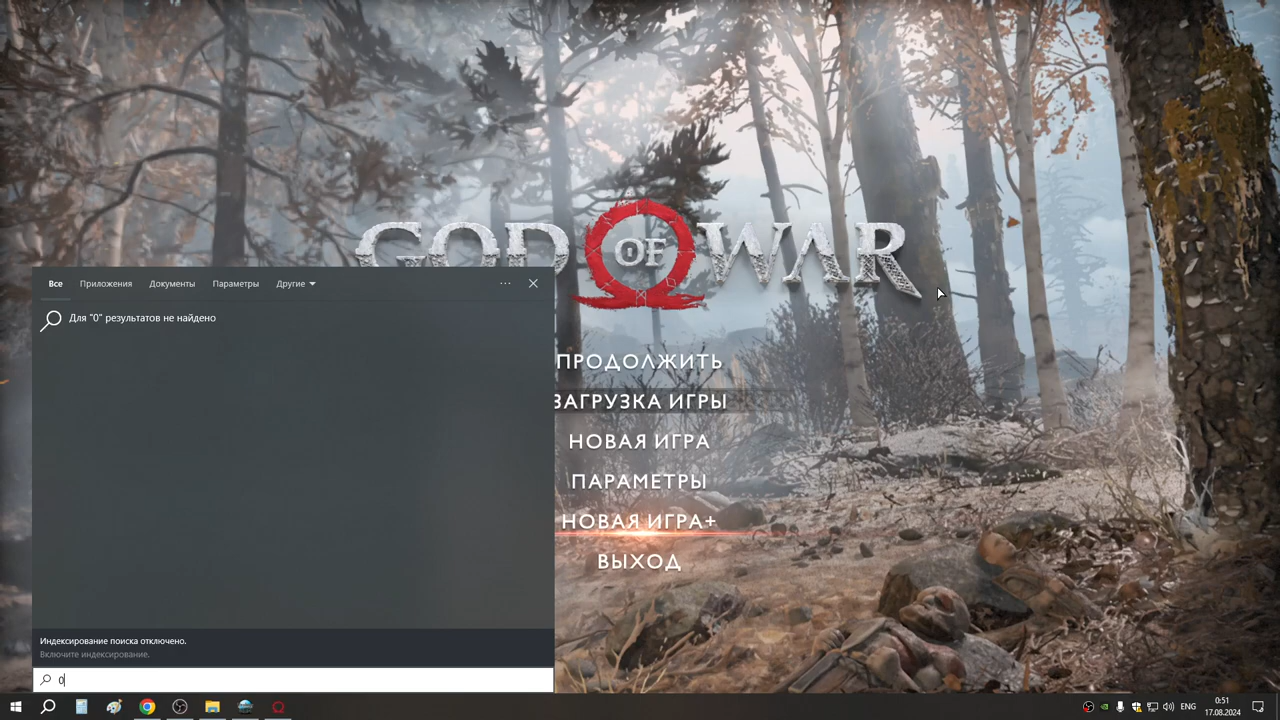 GOD OF WAR
Все Приложения Документы Параметры Другие
Для "0" результатов не найдено
ПРОДОЛЖИТЬ
ЗАГРУЗКА ИГРЫ
НОВАЯ ИГРА
ПАРАМЕТРЫ
НОВАЯ ИГРА+
ВЫХОД
Индексирование поиска отключено.
Включите индексирование.
0
ENG
0:51
17.08.2024